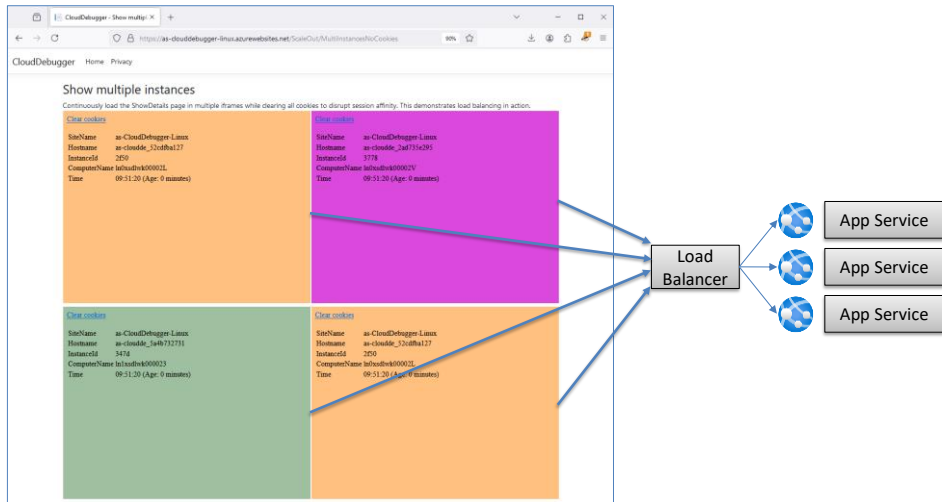 CloudDebugger - Show multipl
https://as-clouddebugger-linux.azurewebsites.net/ScaleOut/MultiInstancesNoCookies
90%
CloudDebugger Home Privacy
Show multiple instances
Continuously load the ShowDetails page in multiple iframes while clearing all cookies to disrupt session affinity. This demonstrates load balancing in action.
Clear cookies
SiteName as-CloudDebugger-Linux
Hostname as-cloudde_52cdfba127
InstanceId 2f50
ComputerName ln0xsdlwk00002L
Time 09:51:20 (Age: 0 minutes)
Clear cookies
SiteName as-CloudDebugger-Linux
Hostname as-cloudde_2ad735e295
InstanceId 3778
ComputerName ln0xsdlwk00002V
Time 09:51:20 (Age: 0 minutes)
Clear cookies
SiteName as-CloudDebugger-Linux
Hostname as-cloudde_3a4b732731
InstanceId 347d
ComputerName ln1xsdlwk000023
Time 09:51:20 (Age: 0 minutes)
Clear cookies
SiteName as-CloudDebugger-Linux
Hostname as-cloudde_52cdfba127
InstanceId 2f50
ComputerName ln0xsdlwk00002L
Time 09:51:20 (Age: 0 minutes)
Load
Balancer
App Service
App Service
App Service